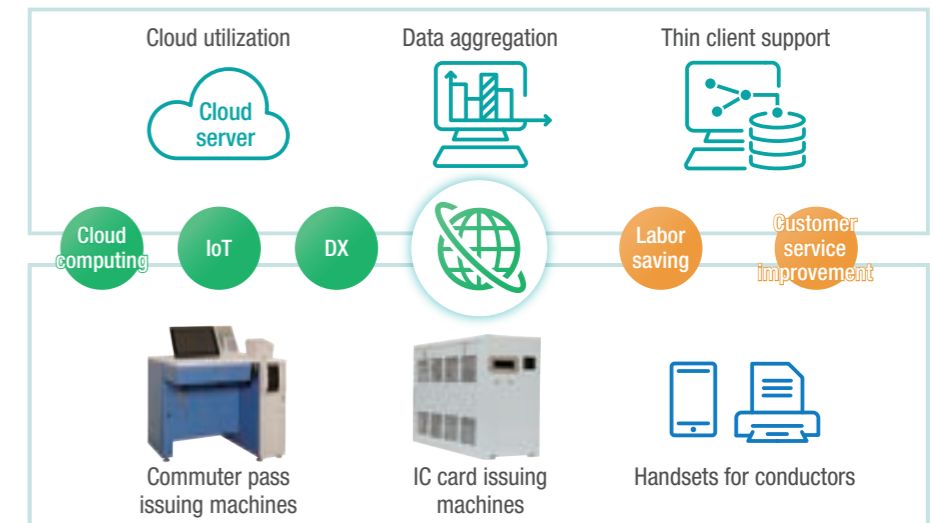 Cloud utilization
Data aggregation
Thin client support
Cloud
server
Cloud
computing
IoT
DX
Labor
saving
Customer
service
improvement
Commuter pass
issuing machines
IC card issuing
machines
Handsets for conductors